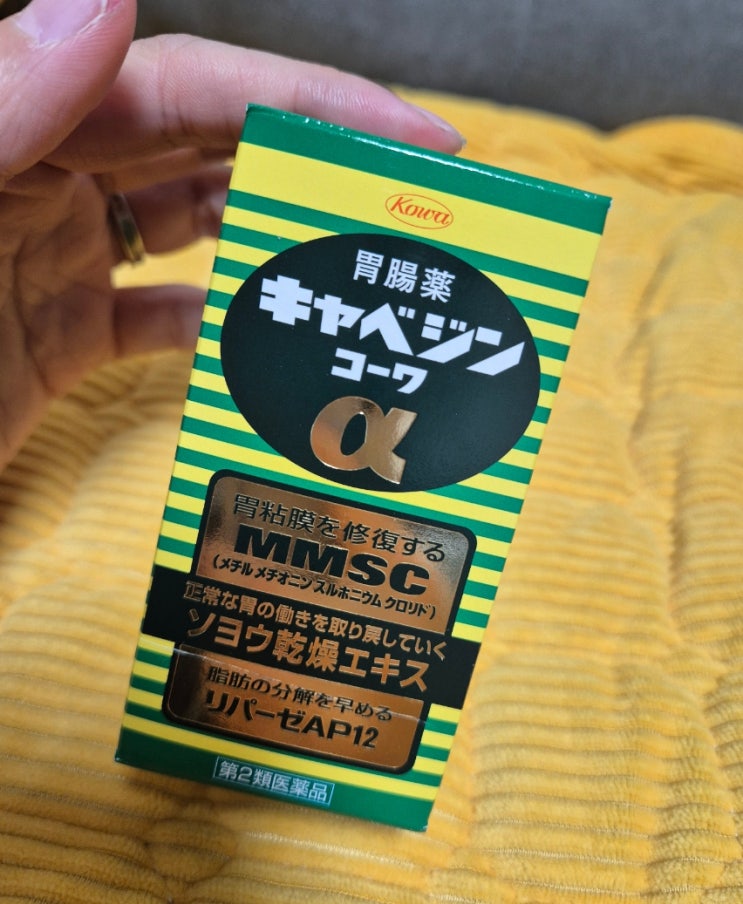 Kowa
胃腸薬
キャベジン
コーワ
α
胃粘膜を修復する
MMSC
(メチルメチオニンスルホニウムクロリド)
正常な胃の働きを取り戻していく
ソヨウ乾燥エキス
脂肪の分解を早める
リパーゼAP12
第2類医薬品